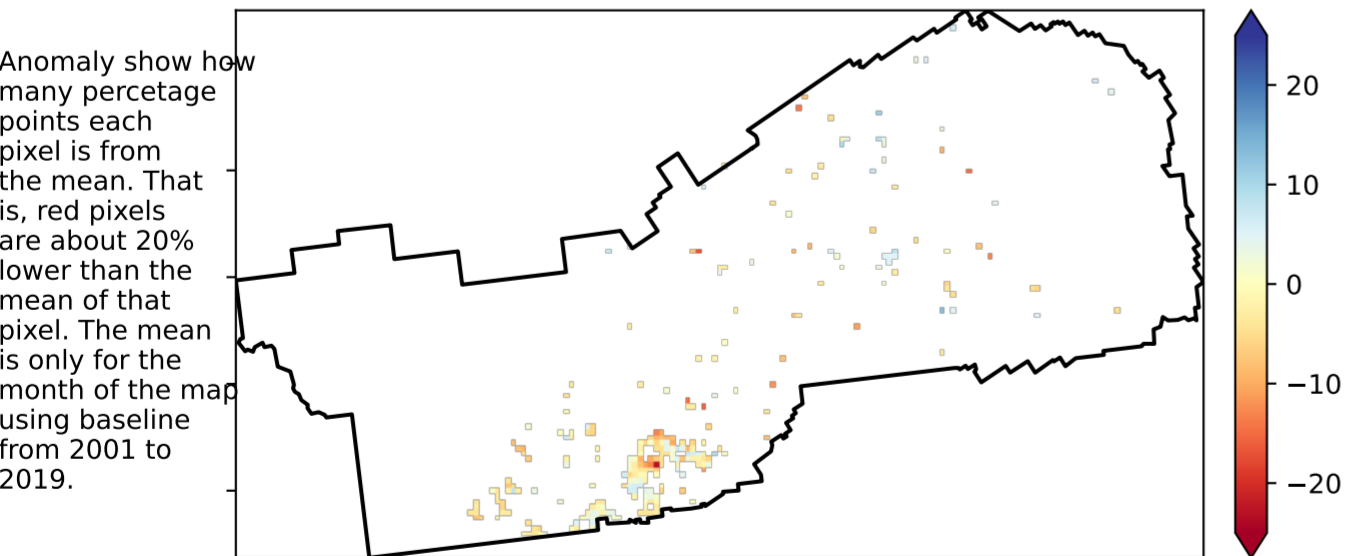 Anomaly show how
many percetage
points each
pixel is from
the mean. That
is, red pixels
are about 20%
lower than the
mean of that
pixel. The mean
is only for the
month of the map
using baseline
from 2001 to
2019.
20
10
0
−10
−20